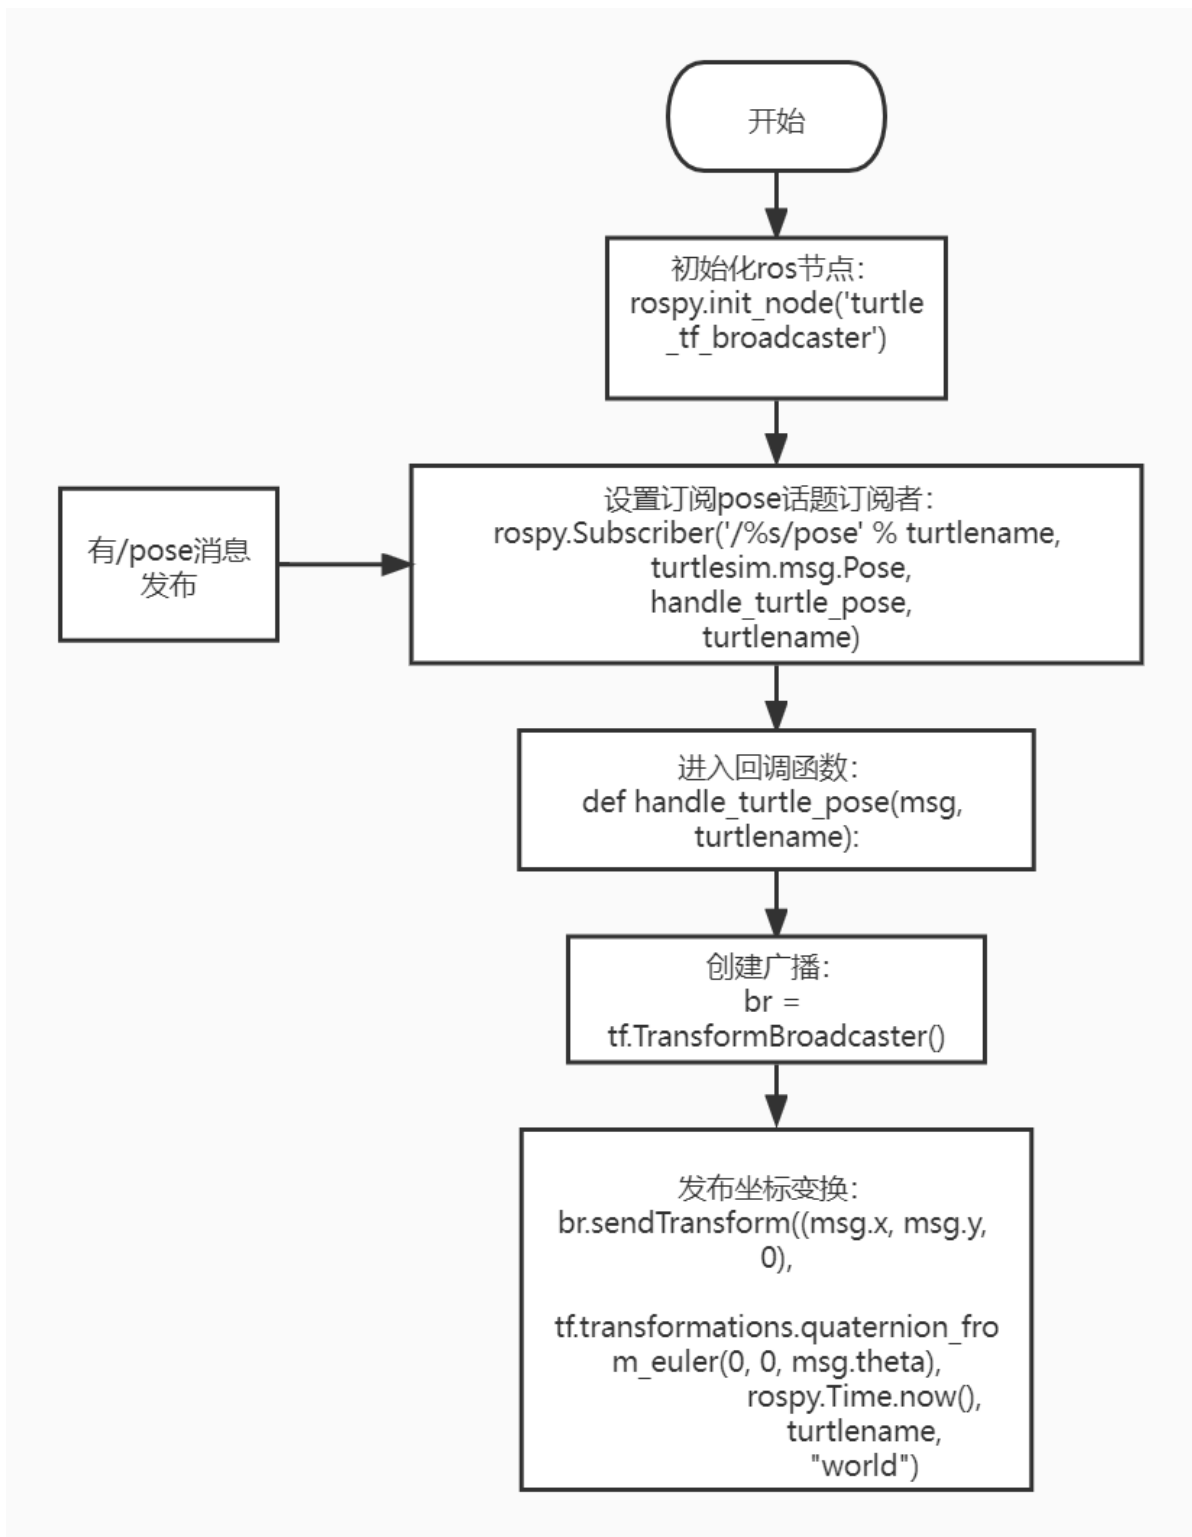 开始
初始化ros节点：
rospy.init_node('turtle
_tf_broadcaster')
有/pose消息
发布
设置订阅pose话题订阅者：
rospy.Subscriber('/%s/pose' % turtlename,
turtlesim.msg.Pose,
handle_turtle_pose,
turtlename)
进入回调函数：
def handle_turtle_pose(msg,
turtlename):
创建广播：
br =
tf.TransformBroadcaster()
发布坐标变换：
br.sendTransform((msg.x, msg.y,
0),
tf.transformations.quaternion_fro
m_euler(0, 0, msg.theta),
rospy.Time.now(),
turtlename,
"world")